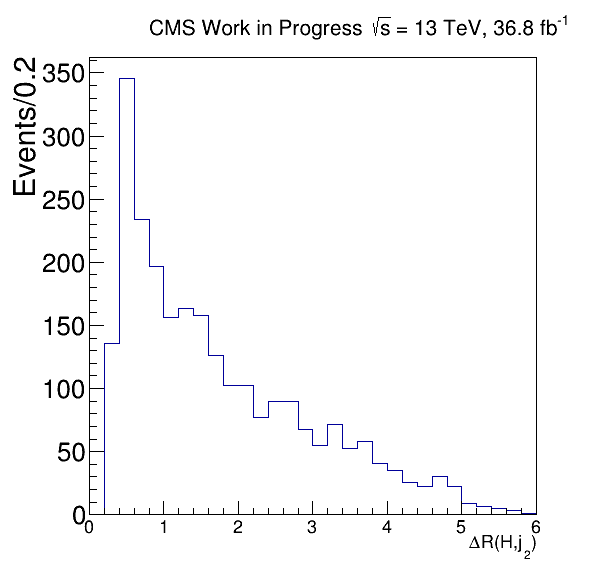 CMS Work in Progress √s = 13 TeV, 36.8 fb⁻¹
Events/0.2
350
300
250
200
150
100
50
0
0 1 2 3 4 5 6
ΔR(H,j₂)